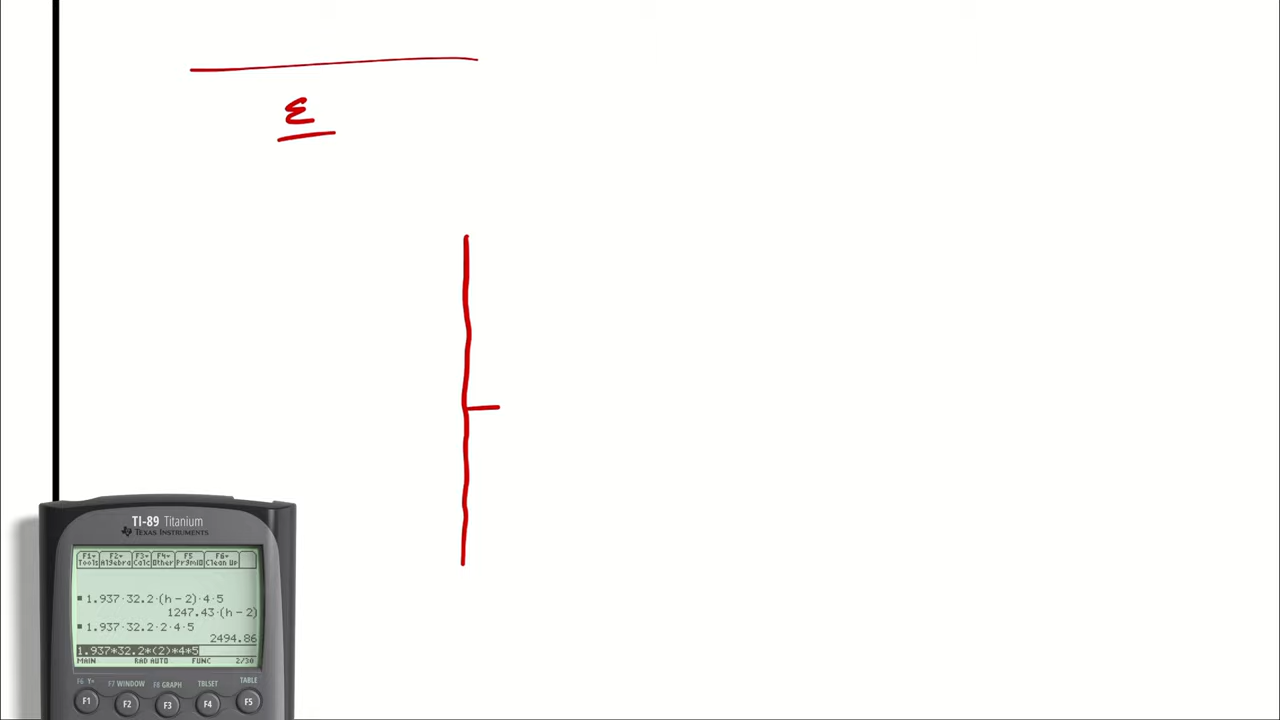 Σ
TI-89 Titanium
TEXAS INSTRUMENTS
F1▾ Tools F2▾ Algebra F3▾ Calc F4▾ Other F5 PrgmIO F6▾ Clean Up
1.937·32.2·(h-2)·4·5
1247.43·(h-2)
1.937·32.2·2·4·5
2494.86
1.937*32.2*(2)*4*5
MAIN RAD AUTO FUNC 2/30
F6 Y= F7 WINDOW F8 GRAPH TBLSET TABLE
F1 F2 F3 F4 F5